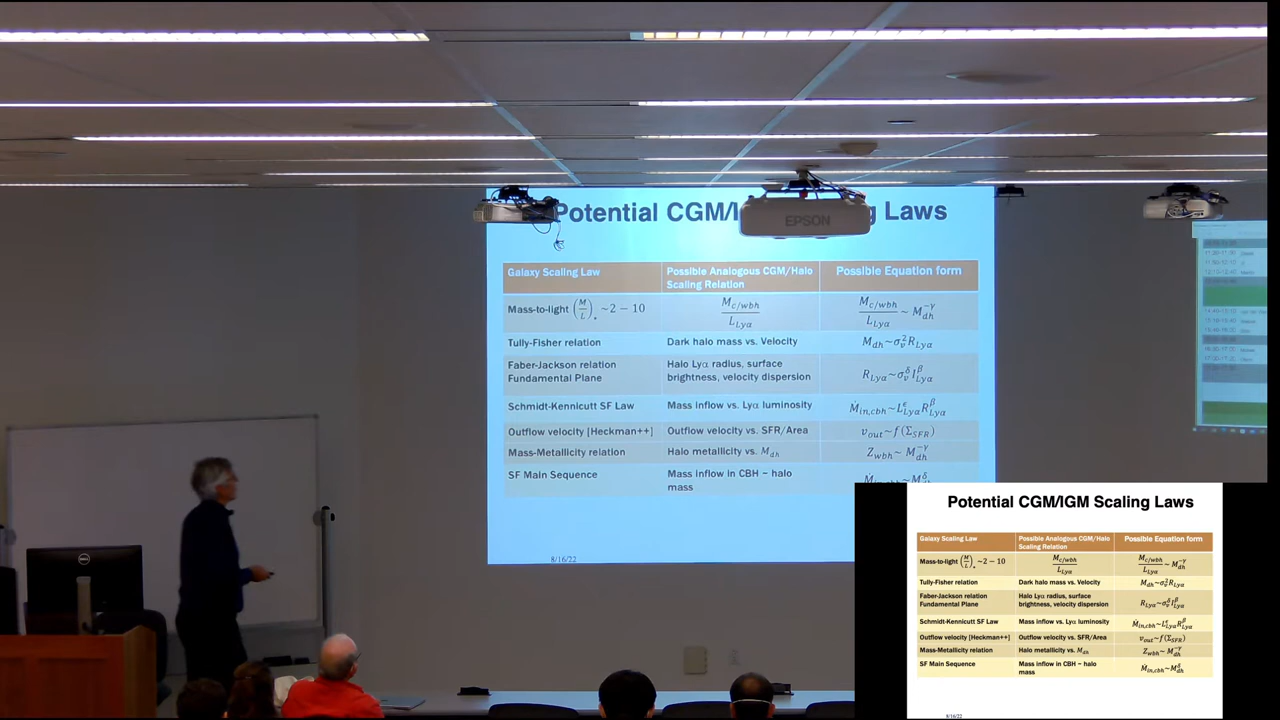 EPSON
Potential CGM/I g Laws
Galaxy Scaling Law
Possible Analogous CGM/Halo
Scaling Relation
Possible Equation form
Mass-to-light (M/L)* ~2 − 10
M_c/wbh / L_Lyα
M_c/wbh / L_Lyα ~ M_dh^−γ
Tully-Fisher relation
Dark halo mass vs. Velocity
M_dh~σ_v^2 R_Lyα
Faber-Jackson relation
Fundamental Plane
Halo Lyα radius, surface
brightness, velocity dispersion
R_Lyα~σ_v^δ I_Lyα^β
Schmidt-Kennicutt SF Law
Mass inflow vs. Lyα luminosity
Ṁ_in,cbh~L_Lyα^ε R_Lyα^β
Outflow velocity [Heckman++]
Outflow velocity vs. SFR/Area
v_out~f(Σ_SFR)
Mass-Metallicity relation
Halo metallicity vs. M_dh
Z_wbh~ M_dh^−γ
SF Main Sequence
Mass inflow in CBH – halo
mass
Ṁ_in,cbh~M_dh^δ
8/16/22
DELL
Potential CGM/IGM Scaling Laws
Galaxy Scaling Law
Possible Analogous CGM/Halo
Scaling Relation
Possible Equation form
Mass-to-light (M/L)* ~2 − 10
M_c/wbh / L_Lyα
M_c/wbh / L_Lyα ~ M_dh^−γ
Tully-Fisher relation
Dark halo mass vs. Velocity
M_dh~σ_v^2 R_Lyα
Faber-Jackson relation
Fundamental Plane
Halo Lyα radius, surface
brightness, velocity dispersion
R_Lyα~σ_v^δ I_Lyα^β
Schmidt-Kennicutt SF Law
Mass inflow vs. Lyα luminosity
Ṁ_in,cbh~L_Lyα^ε R_Lyα^β
Outflow velocity [Heckman++]
Outflow velocity vs. SFR/Area
v_out~f(Σ_SFR)
Mass-Metallicity relation
Halo metallicity vs. M_dh
Z_wbh~ M_dh^−γ
SF Main Sequence
Mass inflow in CBH – halo
mass
Ṁ_in,cbh~M_dh^δ
8/16/22